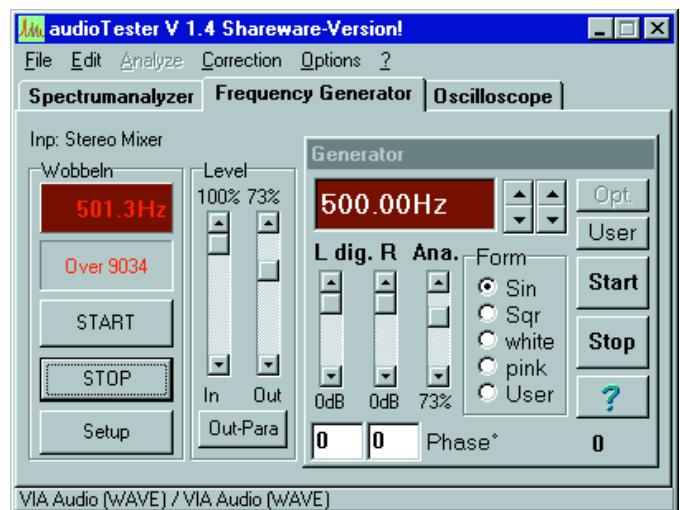 audioTester V 1.4 Shareware-Version!
File Edit Analyze Correction Options ?
Spectrumanalyzer Frequency Generator Oscilloscope
Inp: Stereo Mixer
Wobbeln
501.3Hz
Over 9034
START
STOP
Setup
Level
100% 73%
In Out
Out-Para
Generator
500.00Hz
Opt.
User
L dig. R Ana.
0dB 0dB 73%
Form
Sin
Sqr
white
pink
User
Start
Stop
?
0 0 Phase° 0
VIA Audio (WAVE) / VIA Audio (WAVE)